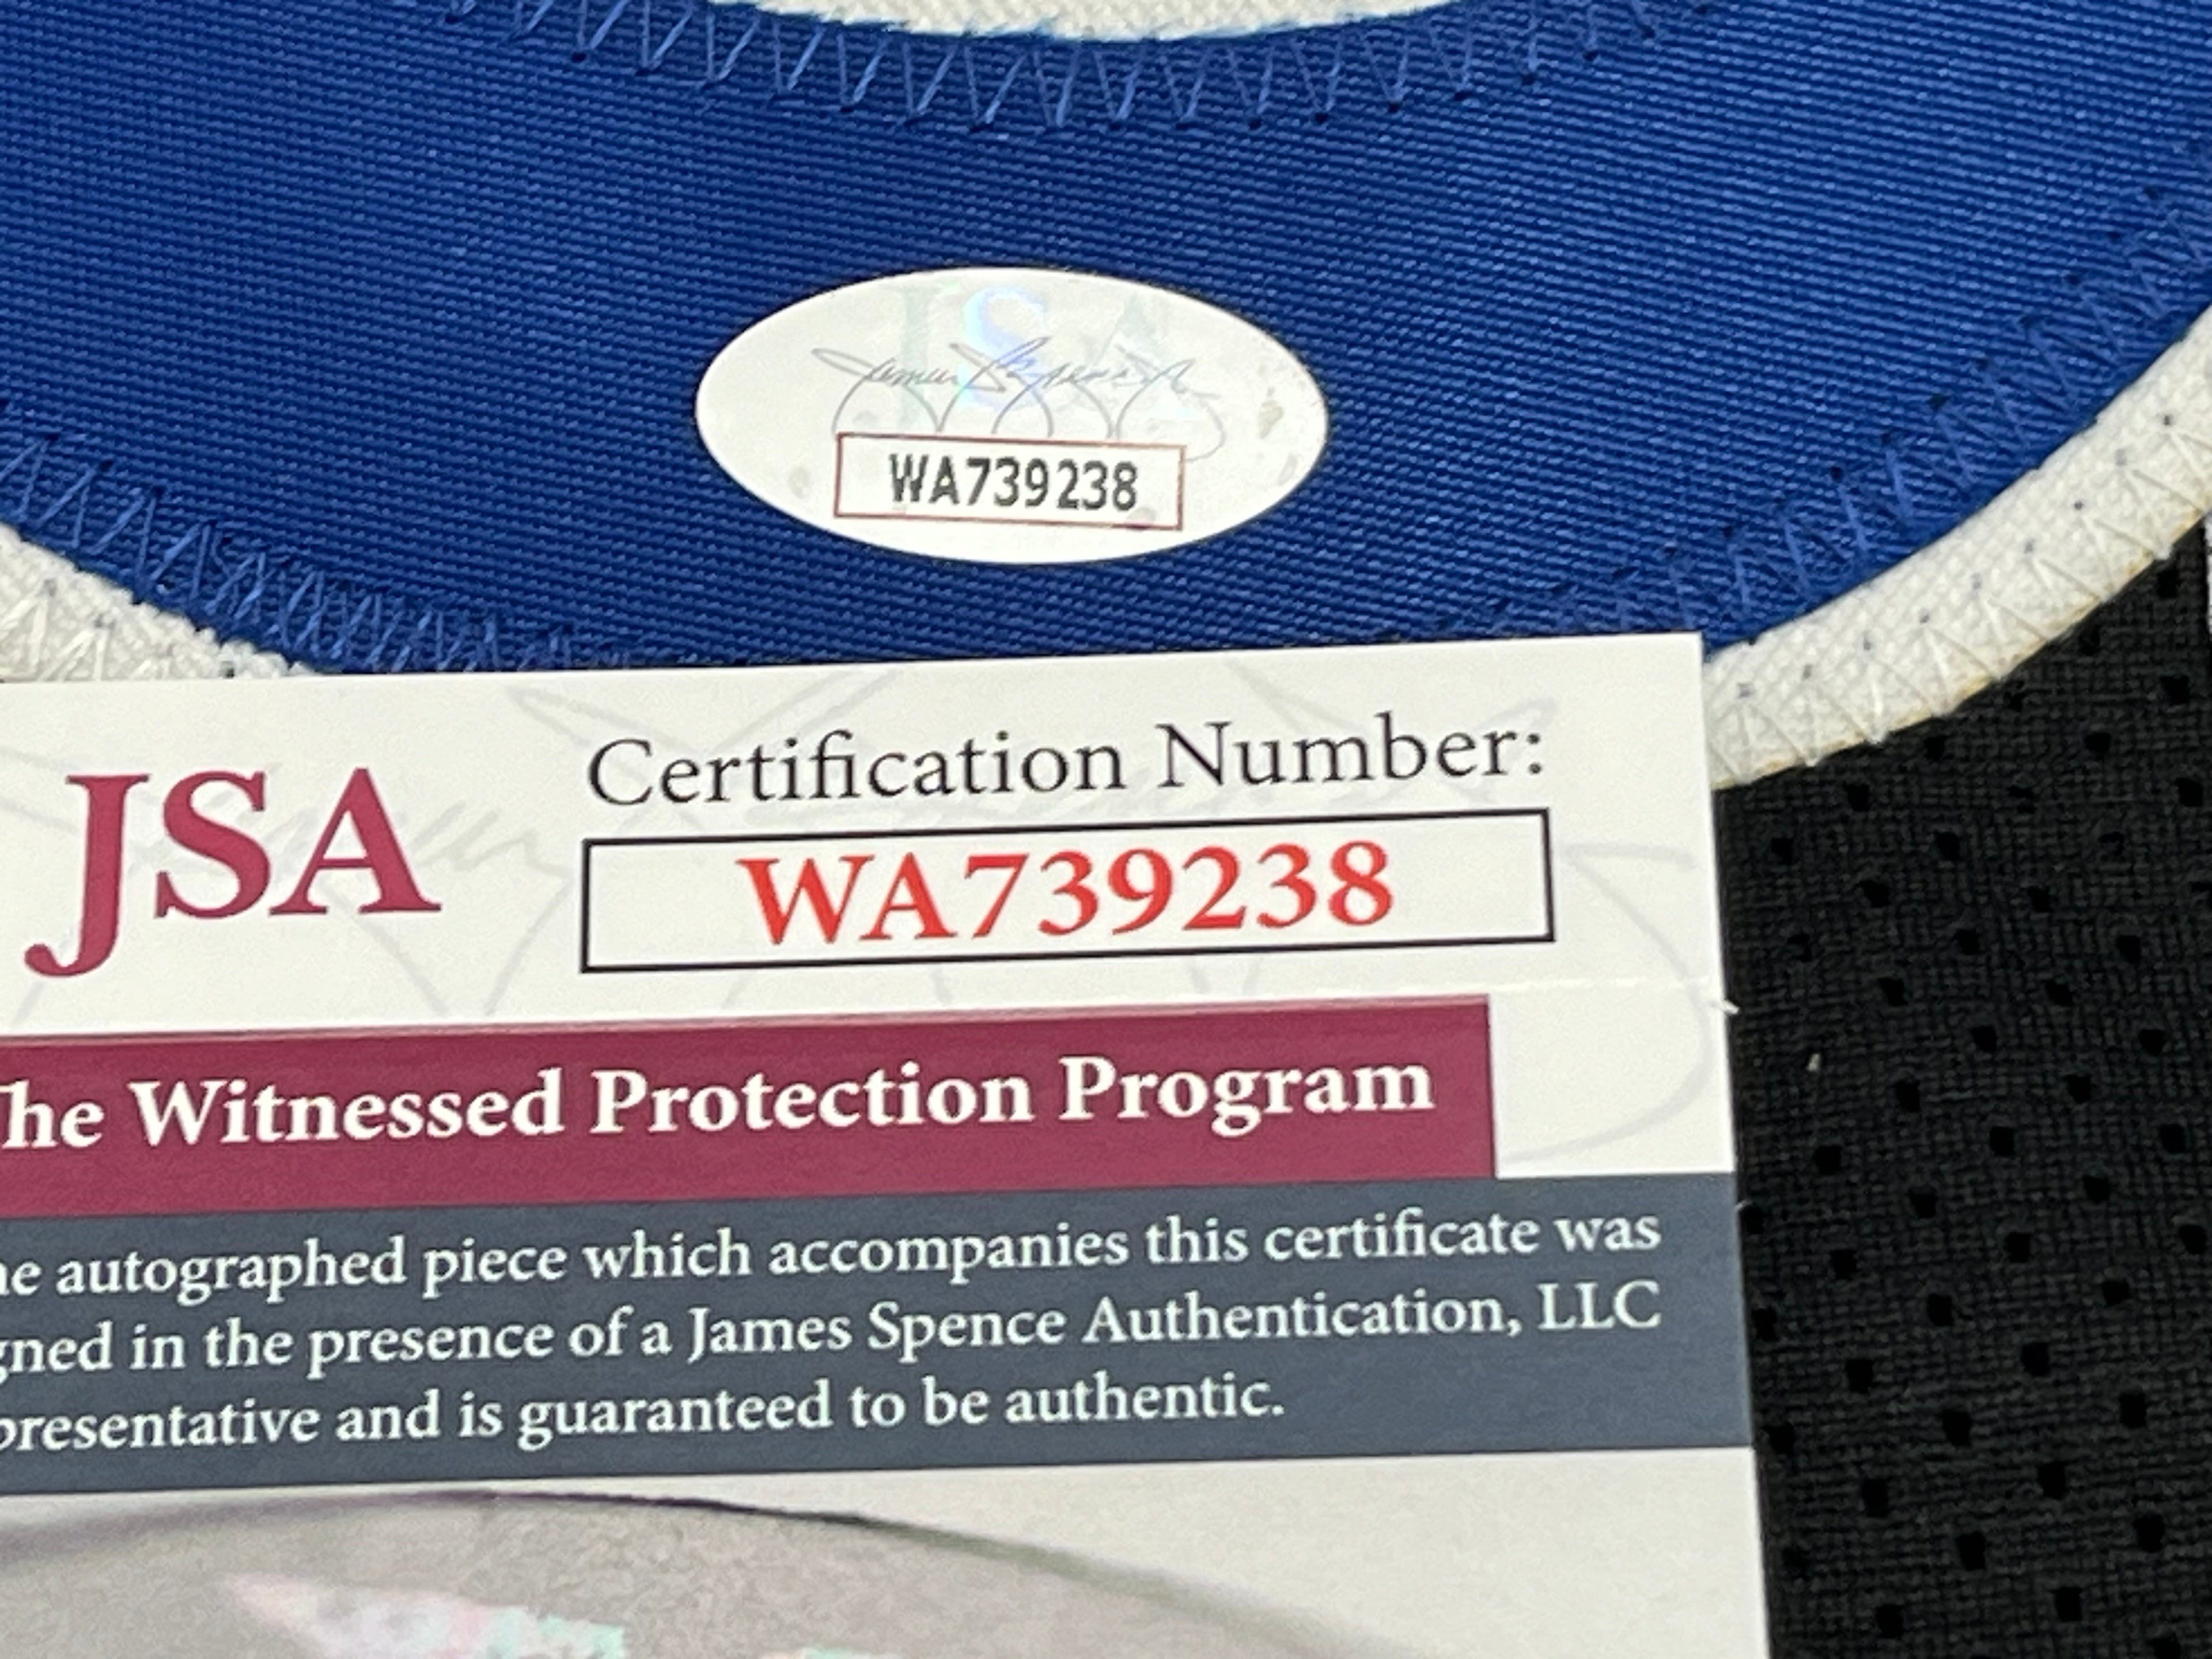 JSA
WA739238
JSA
Certification Number:
WA739238
he Witnessed Protection Program
he autographed piece which accompanies this certificate was
gned in the presence of a James Spence Authentication, LLC
presentative and is guaranteed to be authentic.